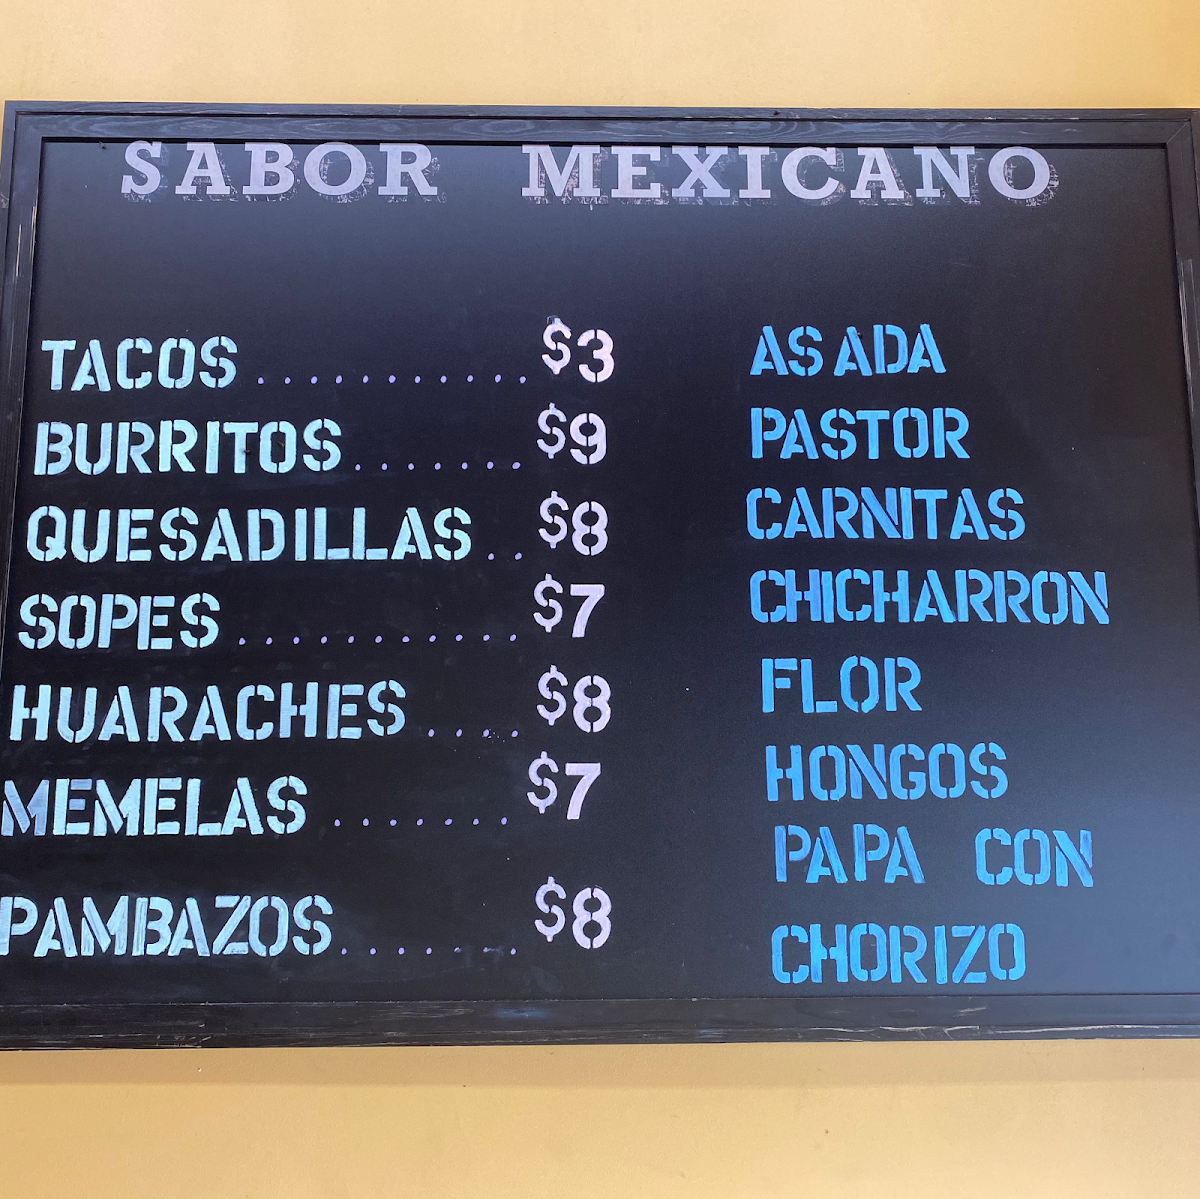 SABOR MEXICANO
TACOS ........... $3
BURRITOS ....... $9
QUESADILLAS .. $8
SOPES ........... $7
HUARACHES .... $8
MEMELAS ....... $7
PAMBAZOS ....... $8
ASADA
PASTOR
CARNITAS
CHICHARRON
FLOR
HONGOS
PAPA CON
CHORIZO